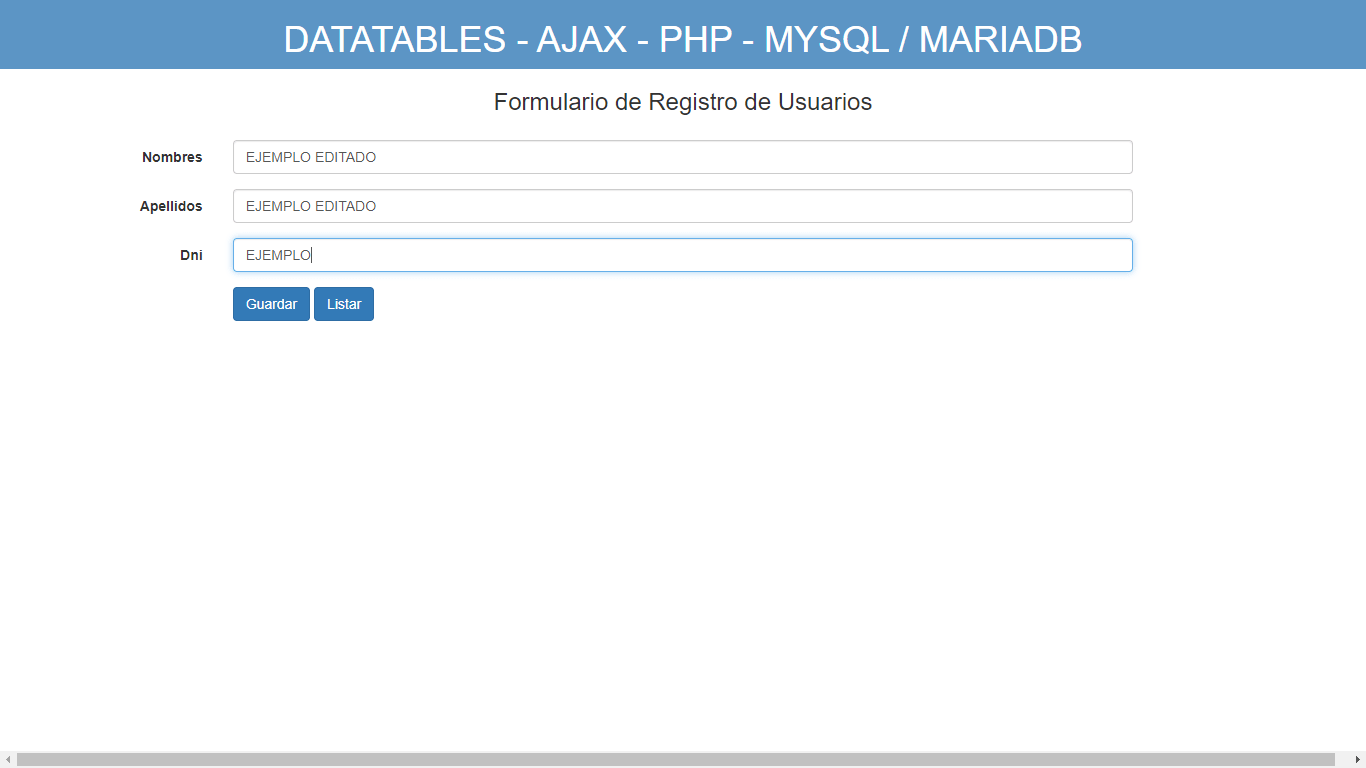 DATATABLES - AJAX - PHP - MYSQL / MARIADB
Formulario de Registro de Usuarios
Nombres EJEMPLO EDITADO
Apellidos EJEMPLO EDITADO
Dni EJEMPLO
Guardar Listar